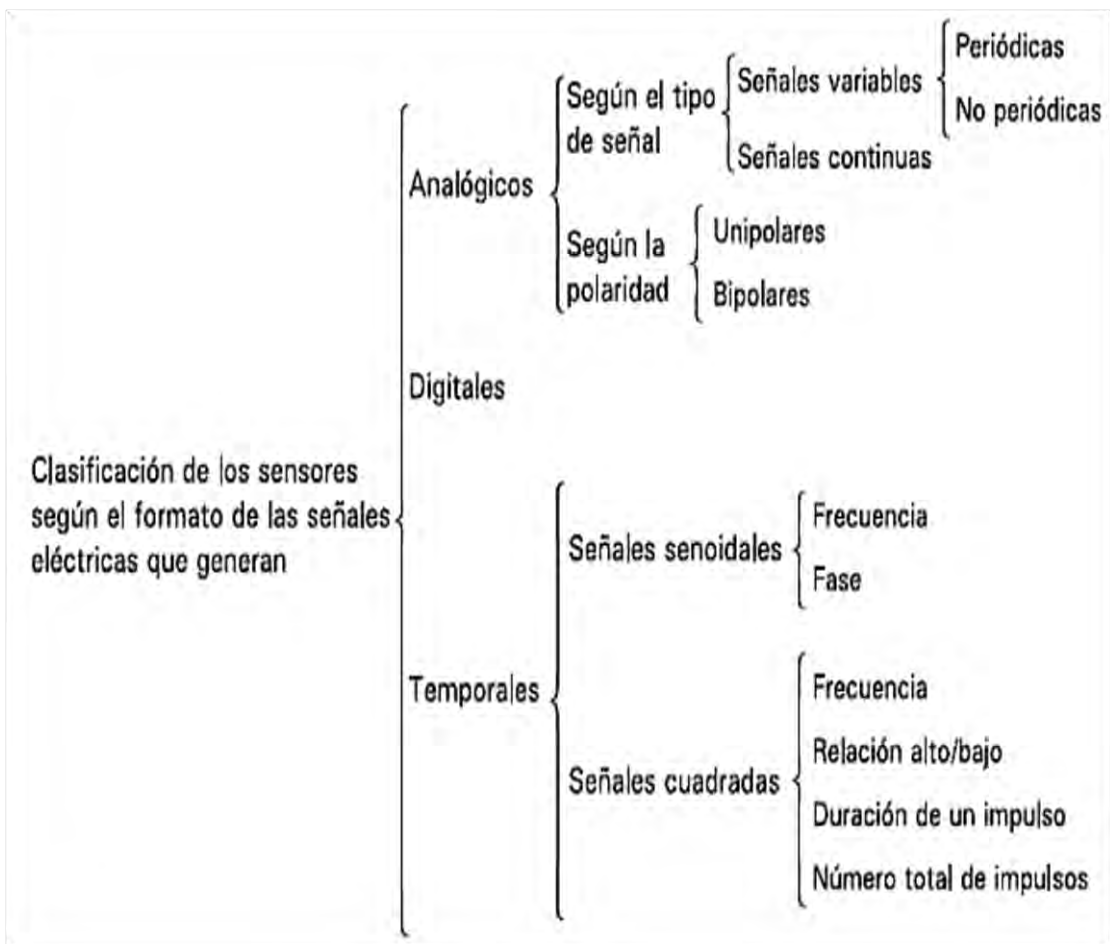 Clasificación de los sensores
según el formato de las señales
eléctricas que generan
Analógicos
Según el tipo
de señal
Señales variables
Periódicas
No periódicas
Señales continuas
Según la
polaridad
Unipolares
Bipolares
Digitales
Temporales
Señales senoidales
Frecuencia
Fase
Señales cuadradas
Frecuencia
Relación alto/bajo
Duración de un impulso
Número total de impulsos